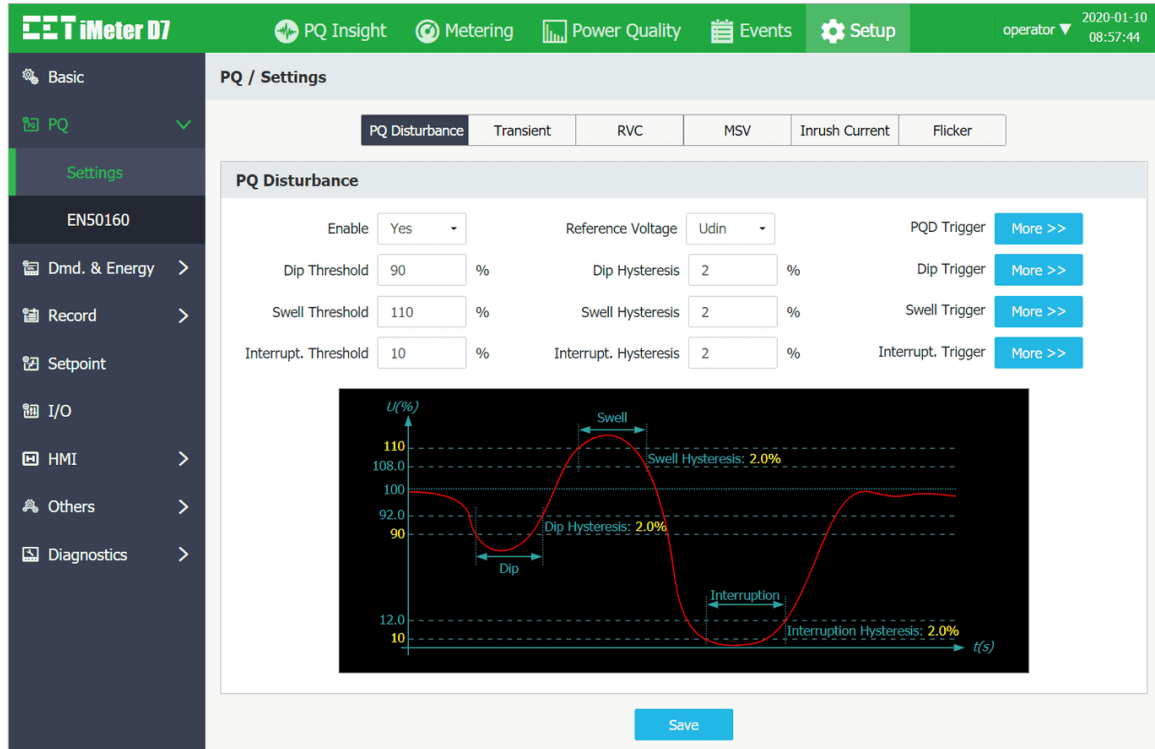 CET iMeter D7 PQ Insight Metering Power Quality Events Setup operator ▼ 2020-01-10
08:57:44
Basic
PQ
Settings
EN50160
Dmd. & Energy
Record
Setpoint
I/O
HMI
Others
Diagnostics
PQ / Settings
PQ Disturbance Transient RVC MSV Inrush Current Flicker
PQ Disturbance
Enable Yes Reference Voltage Udin PQD Trigger More >>
Dip Threshold 90 % Dip Hysteresis 2 % Dip Trigger More >>
Swell Threshold 110 % Swell Hysteresis 2 % Swell Trigger More >>
Interrupt. Threshold 10 % Interrupt. Hysteresis 2 % Interrupt. Trigger More >>
U(%)
Swell
110
Swell Hysteresis: 2.0%
108.0
100
92.0
Dip Hysteresis: 2.0%
90
Dip
Interruption
12.0
Interruption Hysteresis: 2.0%
10
t(s)
Save